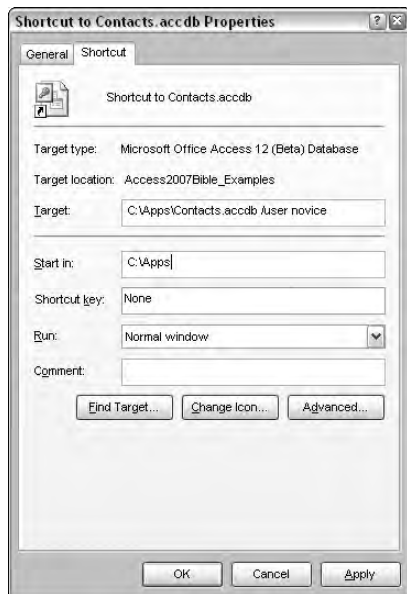 Shortcut to Contacts.accdb Properties
General Shortcut
Shortcut to Contacts.accdb
Target type: Microsoft Office Access 12 (Beta) Database
Target location: Access2007Bible_Examples
Target: C:\Apps\Contacts.accdb /user novice
Start in: C:\Apps
Shortcut key: None
Run: Normal window
Comment:
Find Target... Change Icon... Advanced...
OK Cancel Apply